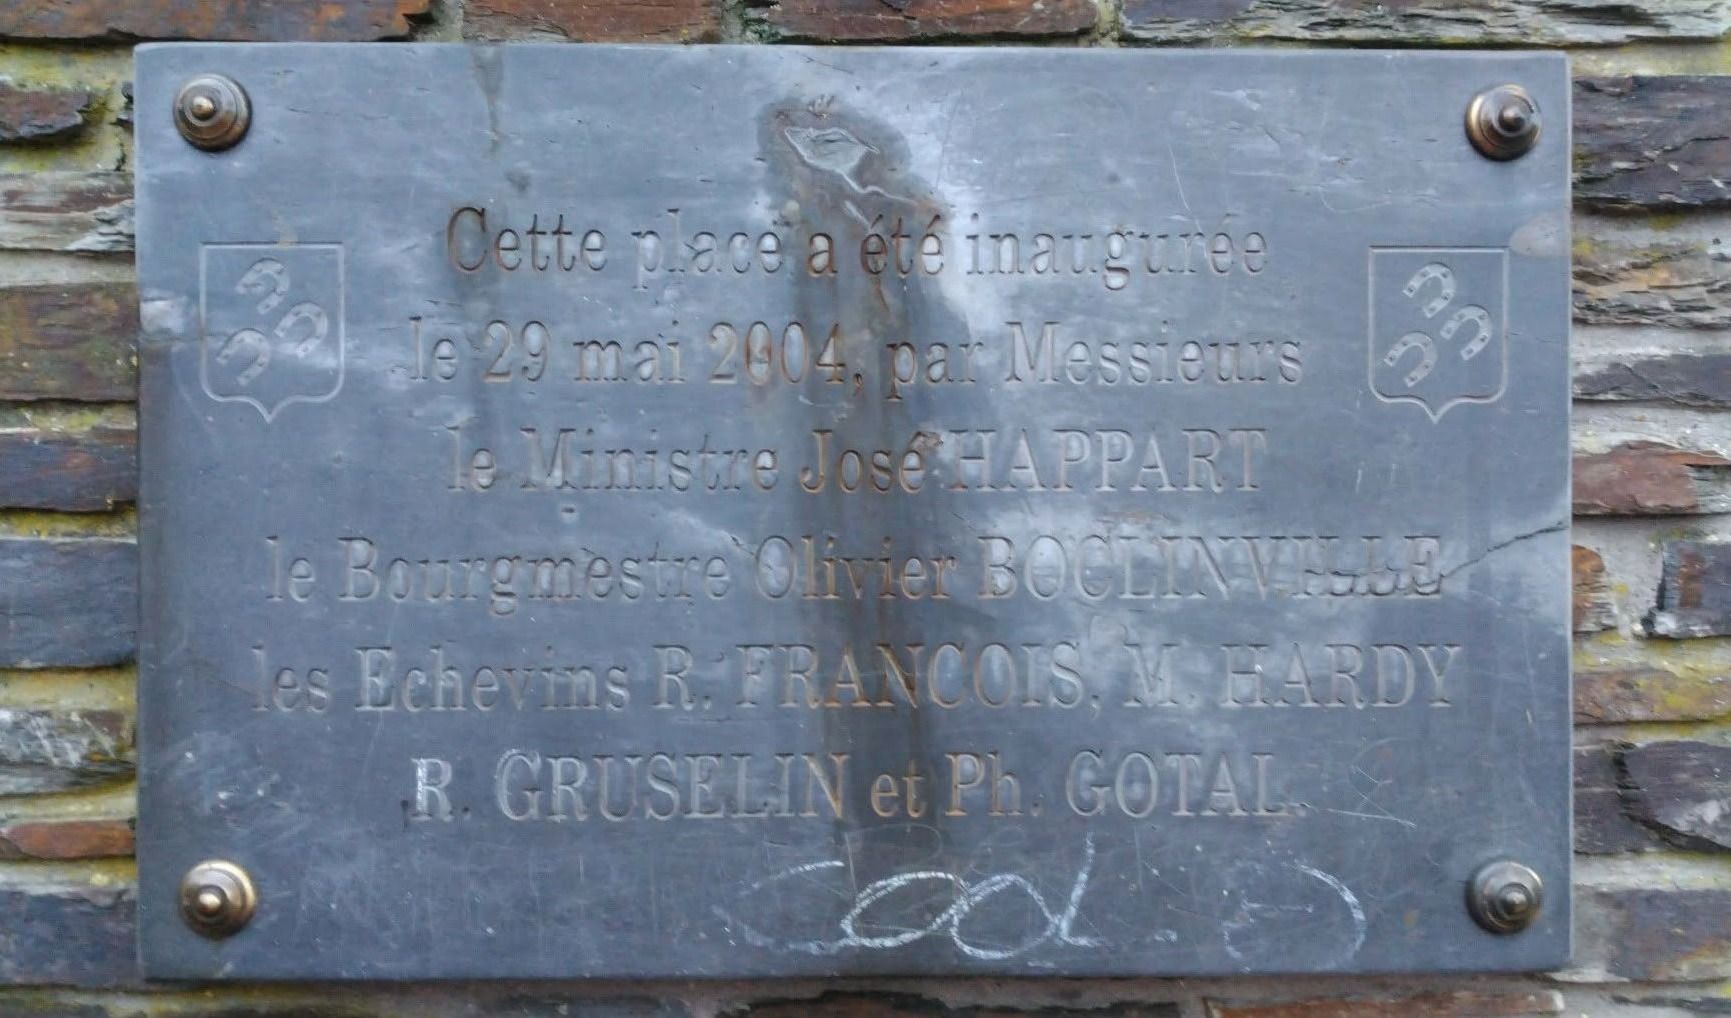 Cette place a été inaugurée
le 29 mai 2004, par Messieurs
le Ministre José HAPPART
le Bourgmestre Olivier BOCLINVILLE
les Echevins R. FRANCOIS, M. HARDY
R. GRUSELIN et Ph. GOTAL.